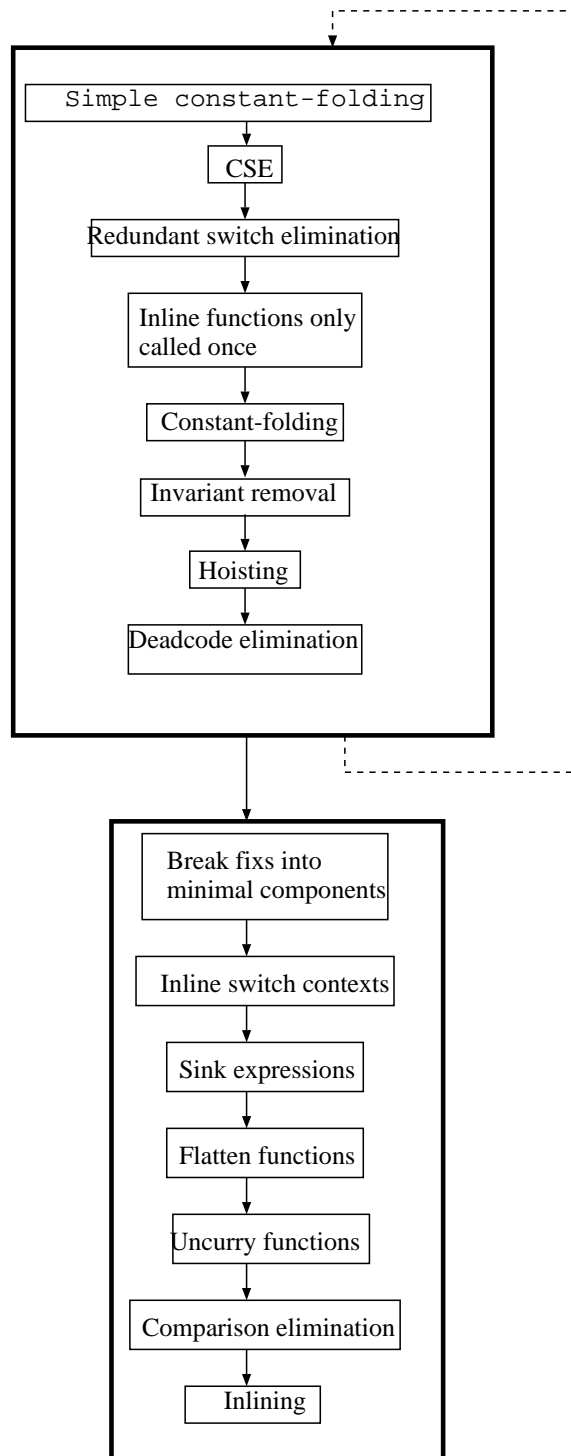 Simple constant-folding
CSE
Redundant switch elimination
Inline functions only
called once
Constant-folding
Invariant removal
Hoisting
Deadcode elimination
Break fixs into
minimal components
Inline switch contexts
Sink expressions
Flatten functions
Uncurry functions
Comparison elimination
Inlining